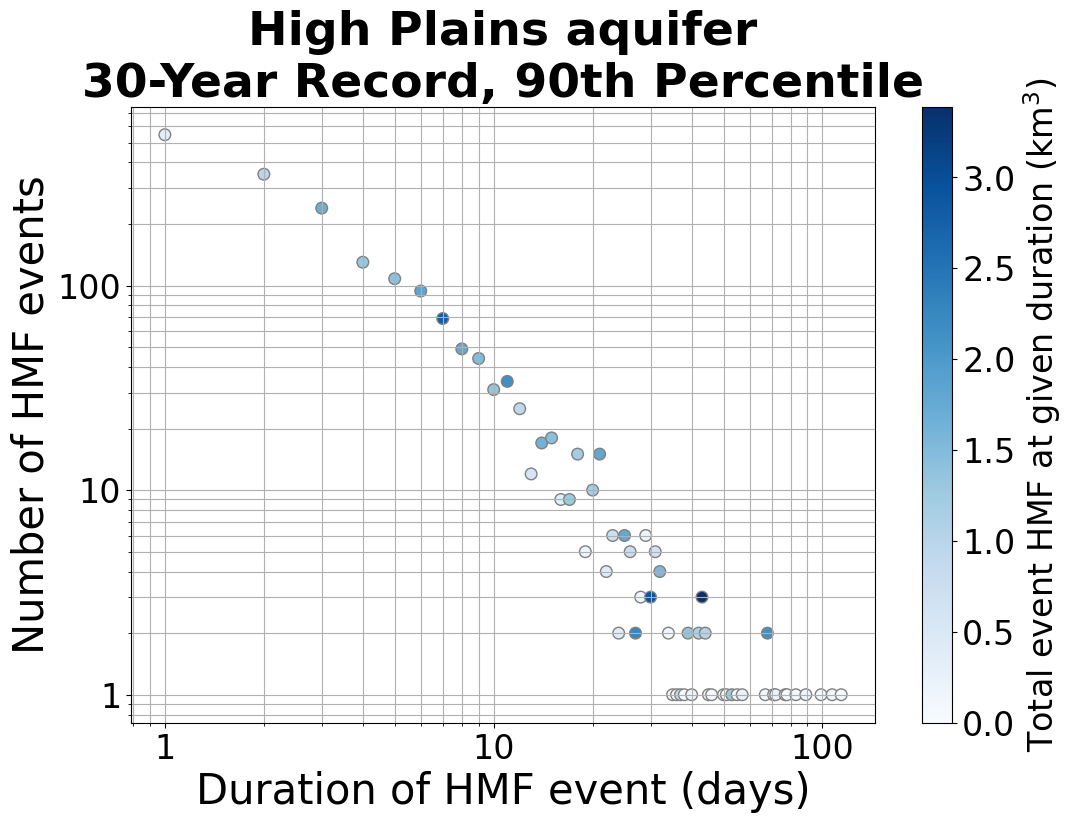 High Plains aquifer
30-Year Record, 90th Percentile
Number of HMF events
100
10
1
1
10
100
Duration of HMF event (days)
3.0
2.5
2.0
1.5
1.0
0.5
0.0
Total event HMF at given duration (km³)